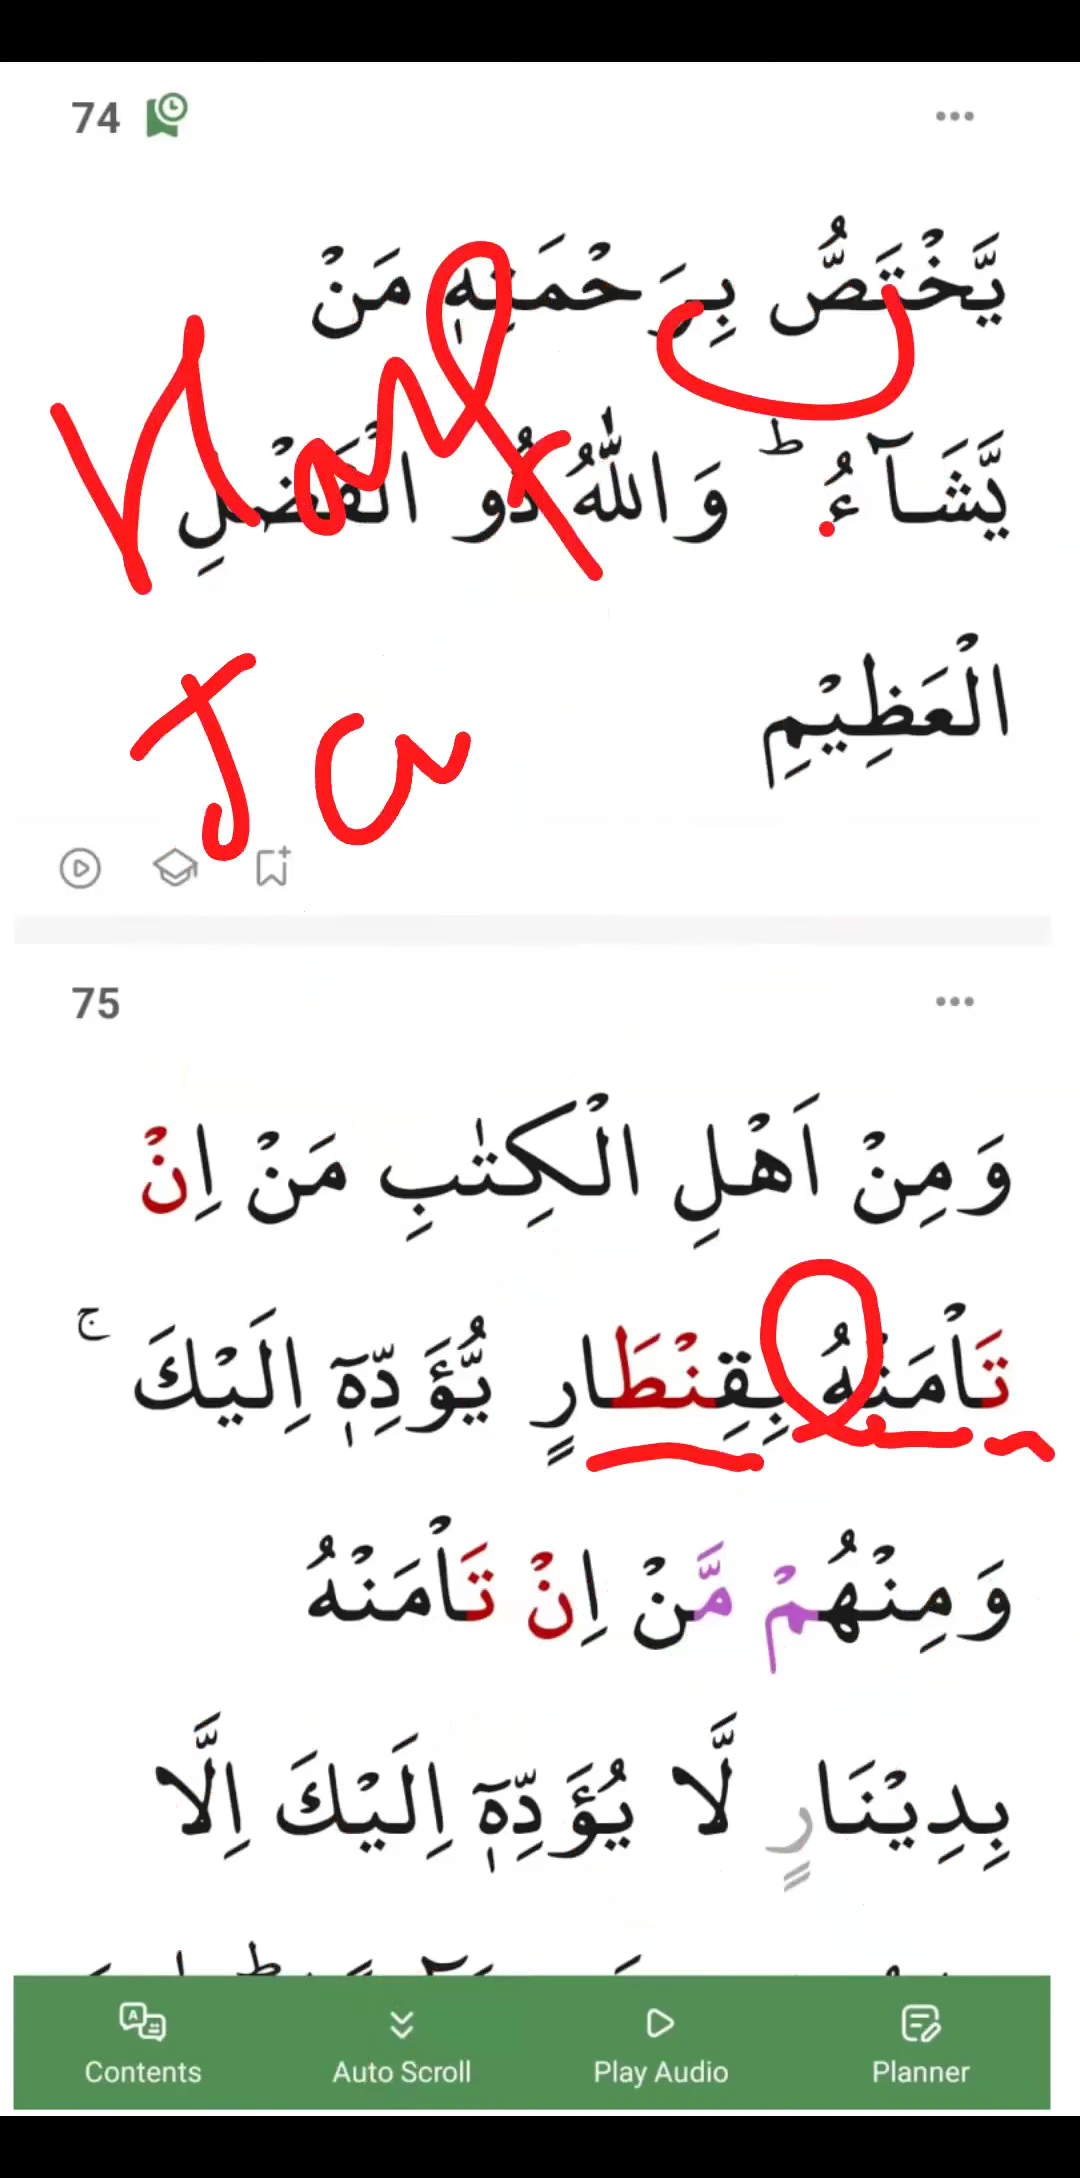 74
يَّخْتَصُّ بِرَحْمَتِهٖ مَنْ
يَّشَآءُ ؕ وَاللّٰهُ ذُو الْفَضْلِ
الْعَظِيْمِ
75
وَمِنْ اَهْلِ الْكِتٰبِ مَنْ اِنْ
تَاْمَنْهُ بِقِنْطَارٍ يُّؤَدِّهٖٓ اِلَيْكَ ۚ
وَمِنْهُمْ مَّنْ اِنْ تَاْمَنْهُ
بِدِيْنَارٍ لَّا يُؤَدِّهٖٓ اِلَيْكَ اِلَّا
Contents Auto Scroll Play Audio Planner